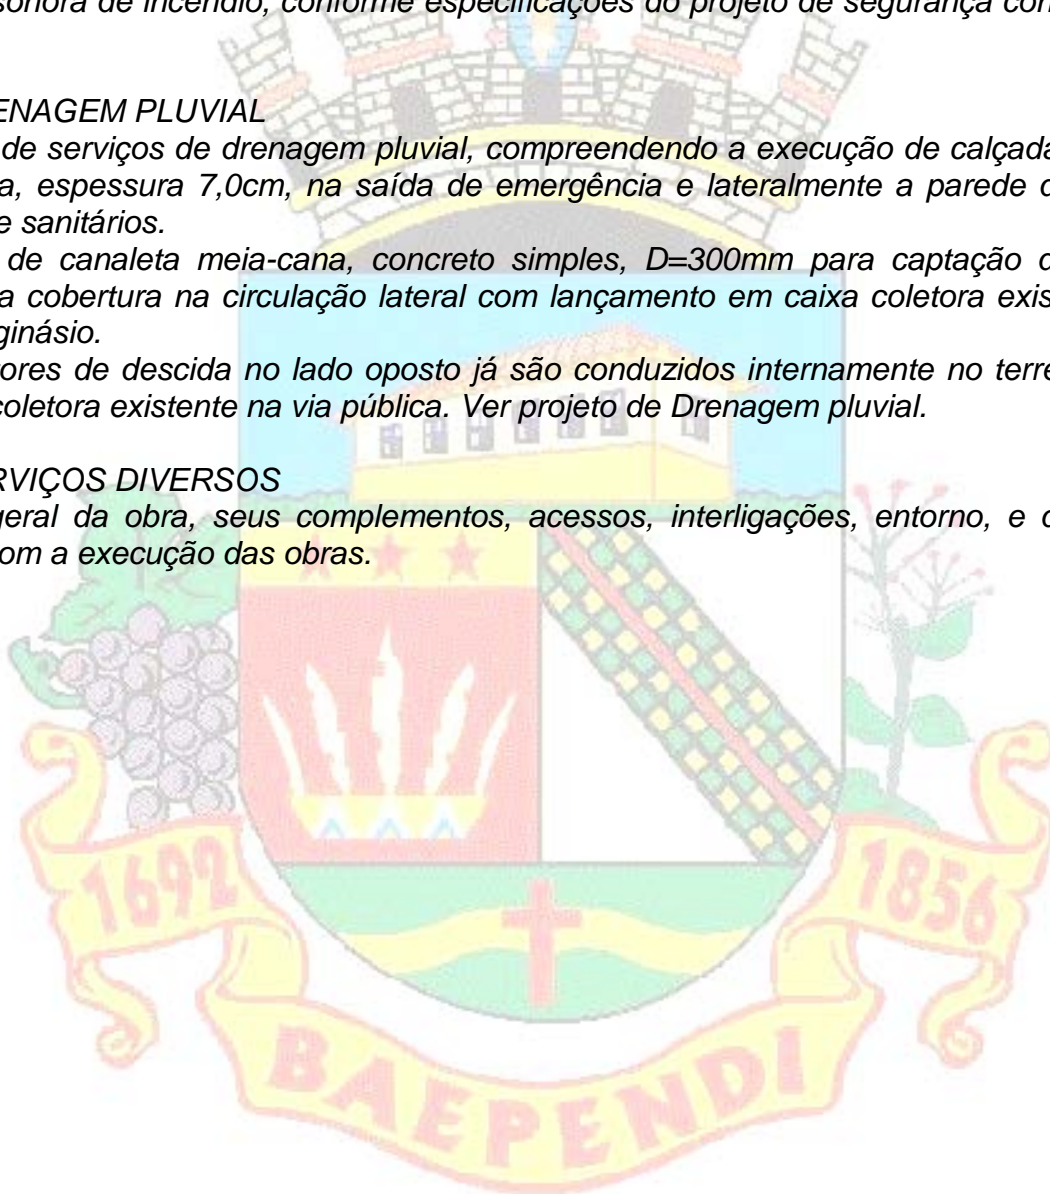 sonora de incêndio, conforme especificações do projeto de segurança con
ENAGEM PLUVIAL
de serviços de drenagem pluvial, compreendendo a execução de calçada
a, espessura 7,0cm, na saída de emergência e lateralmente a parede d
e sanitários.
de canaleta meia-cana, concreto simples, D=300mm para captação d
a cobertura na circulação lateral com lançamento em caixa coletora exis
ginásio.
ores de descida no lado oposto já são conduzidos internamente no terre
coletora existente na via pública. Ver projeto de Drenagem pluvial.
RVIÇOS DIVERSOS
geral da obra, seus complementos, acessos, interligações, entorno, e o
om a execução das obras.
1692
1856
BAEPENDI